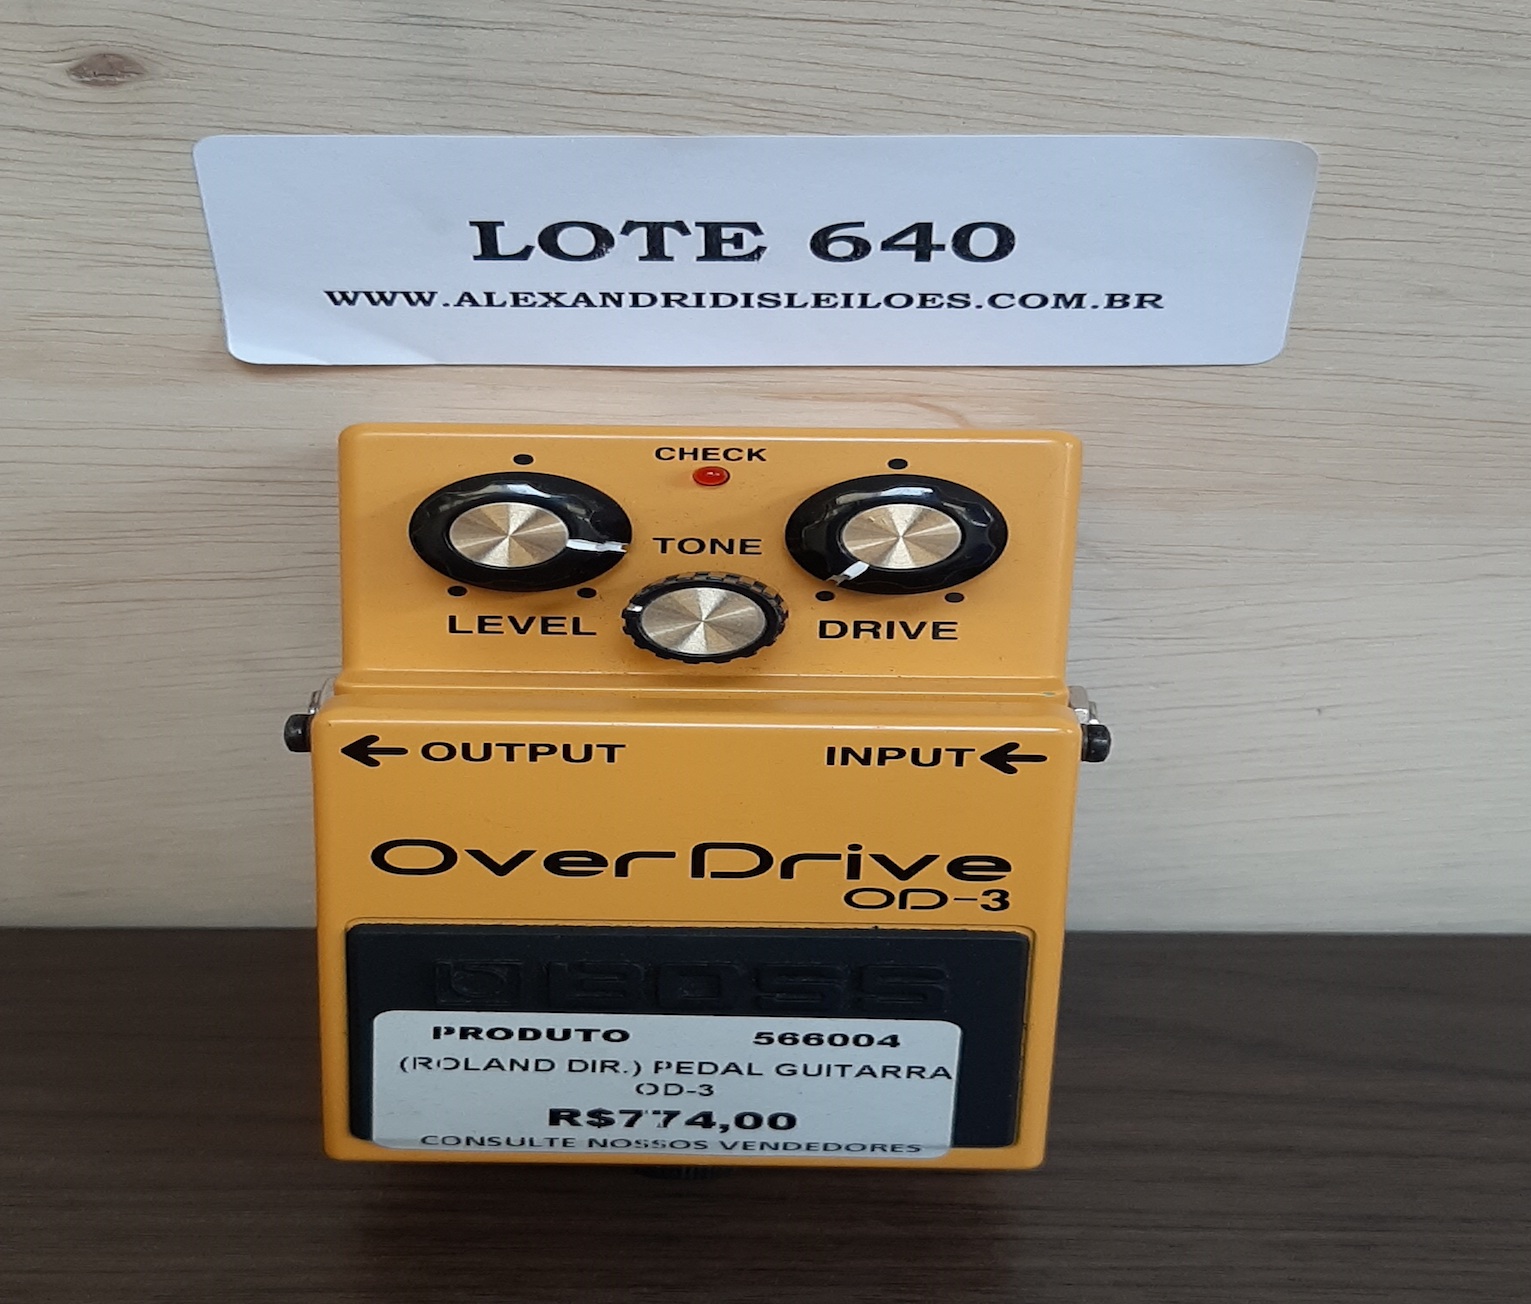 LOTE 640
WWW.ALEXANDRIDISLEILOES.COM.BR
CHECK
TONE
LEVEL
DRIVE
←OUTPUT
INPUT←
OverDrive
OD-3
BOSS
PRODUTO 566004
(ROLAND DIR.) PEDAL GUITARRA
OD-3
R$774,00
CONSULTE NOSSOS VENDEDORES